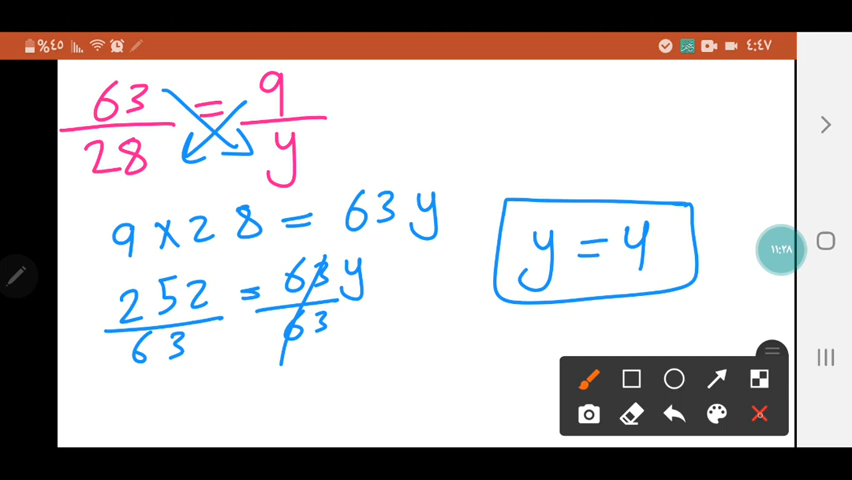 %٤٥
٤:٤٧
63/28 = 9/y
9 x 28 = 63y
252/63 = 63y/63
y = 4
١١:٢٨